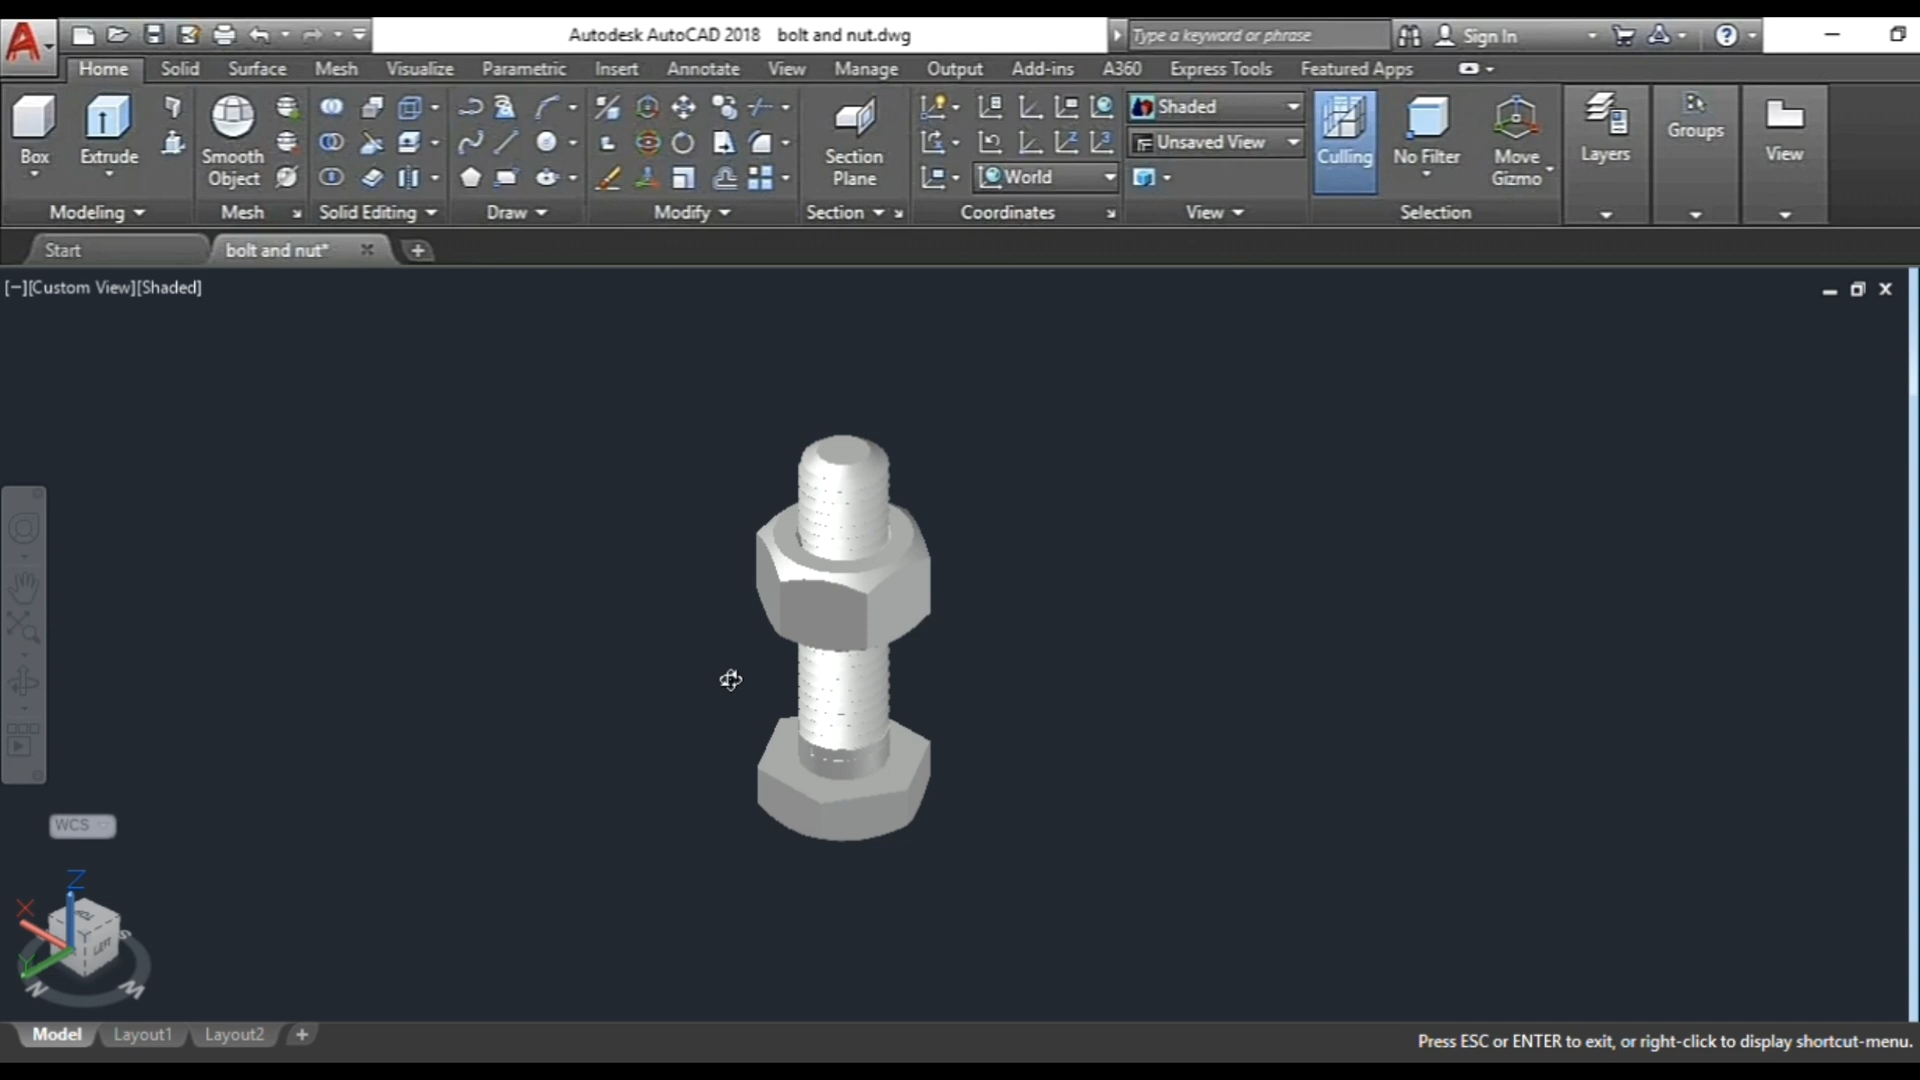 Autodesk AutoCAD 2018 bolt and nut.dwg
Type a keyword or phrase
Sign In
Home Solid Surface Mesh Visualize Parametric Insert Annotate View Manage Output Add-ins A360 Express Tools Featured Apps
Shaded
Unsaved View
World
Box
Extrude
Smooth
Object
Section
Plane
Culling
No Filter
Move
Gizmo
Layers
Groups
View
Modeling Mesh Solid Editing Draw Modify Section Coordinates View Selection
Start bolt and nut*
[−][Custom View][Shaded]
WCS
Z
X
Y
TOP
LEFT
S
N
M
Model Layout1 Layout2
Press ESC or ENTER to exit, or right-click to display shortcut-menu.